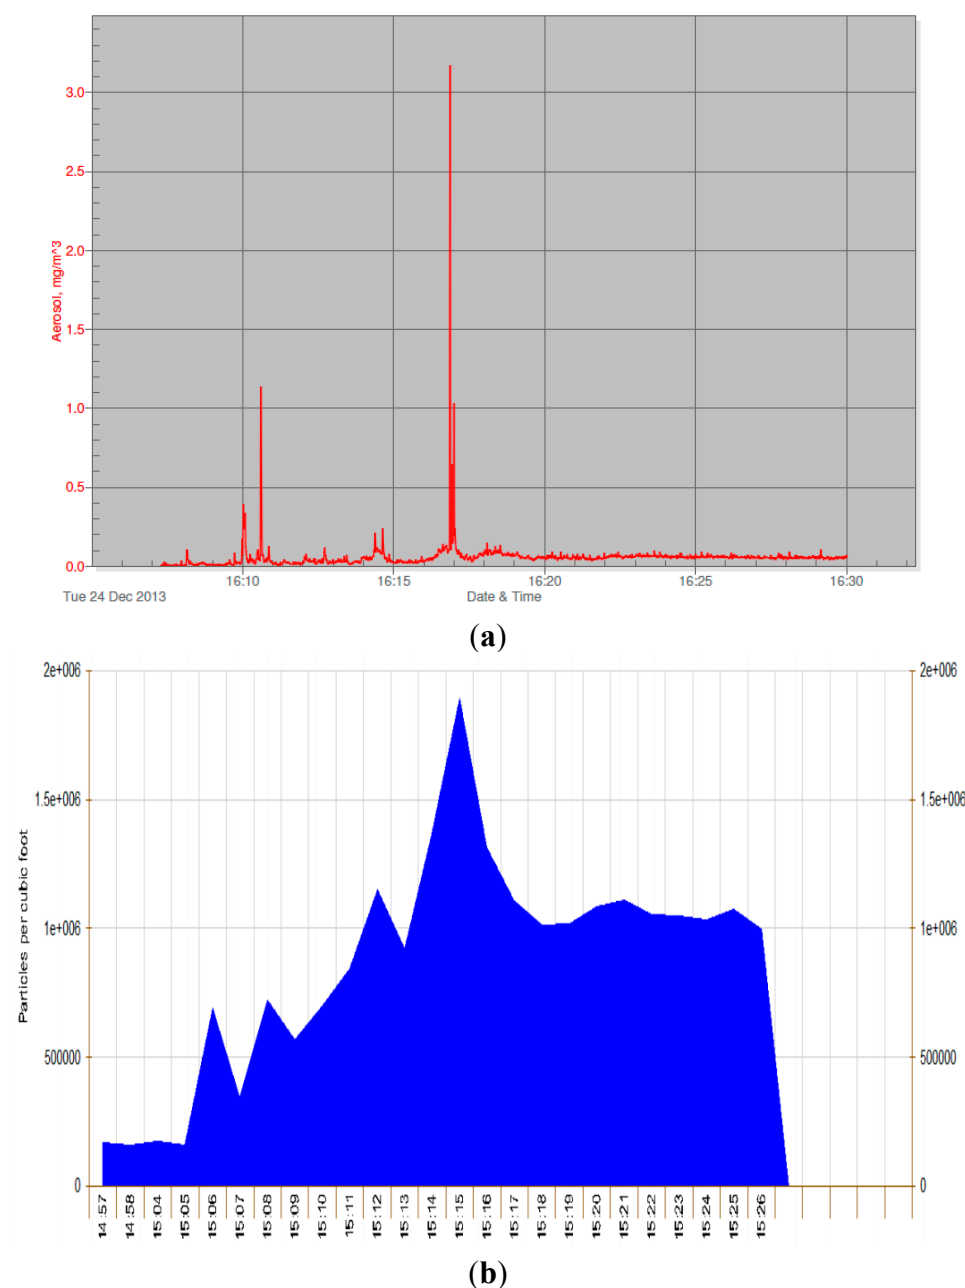 3.0
2.5
2.0
1.5
1.0
0.5
0.0
Aerosol, mg/m^3
16:10 16:15 16:20 16:25 16:30
Tue 24 Dec 2013 Date & Time
(a)
2e+006 2e+006
1.5e+006 1.5e+006
1e+006 1e+006
500000 500000
0 0
Particles per cubic foot
14:57 14:58 15:04 15:05 15:06 15:07 15:08 15:09 15:10 15:11 15:12 15:13 15:14 15:15 15:16 15:17 15:18 15:19 15:20 15:21 15:22 15:23 15:24 15:25 15:26
(b)